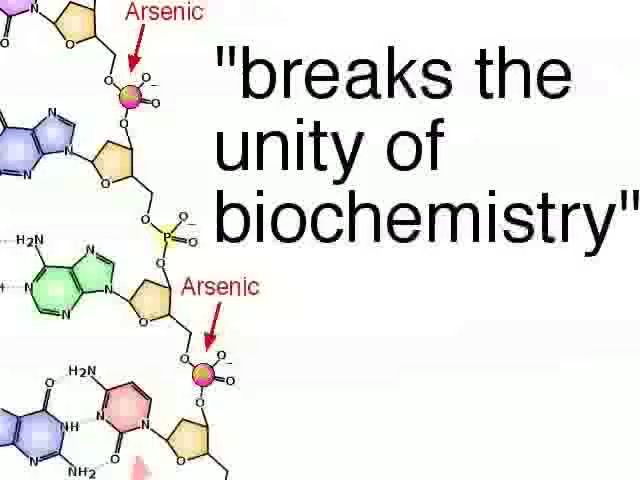 Arsenic
"breaks the
unity of
biochemistry"
O
O
O
O⁻
O
O
N
N
N
O
O
O⁻
P
O
O
H₂N
N
N
N
N
O
Arsenic
O
O⁻
O
O
H₂N
O
NH
N
N
O
N
NH₂
O